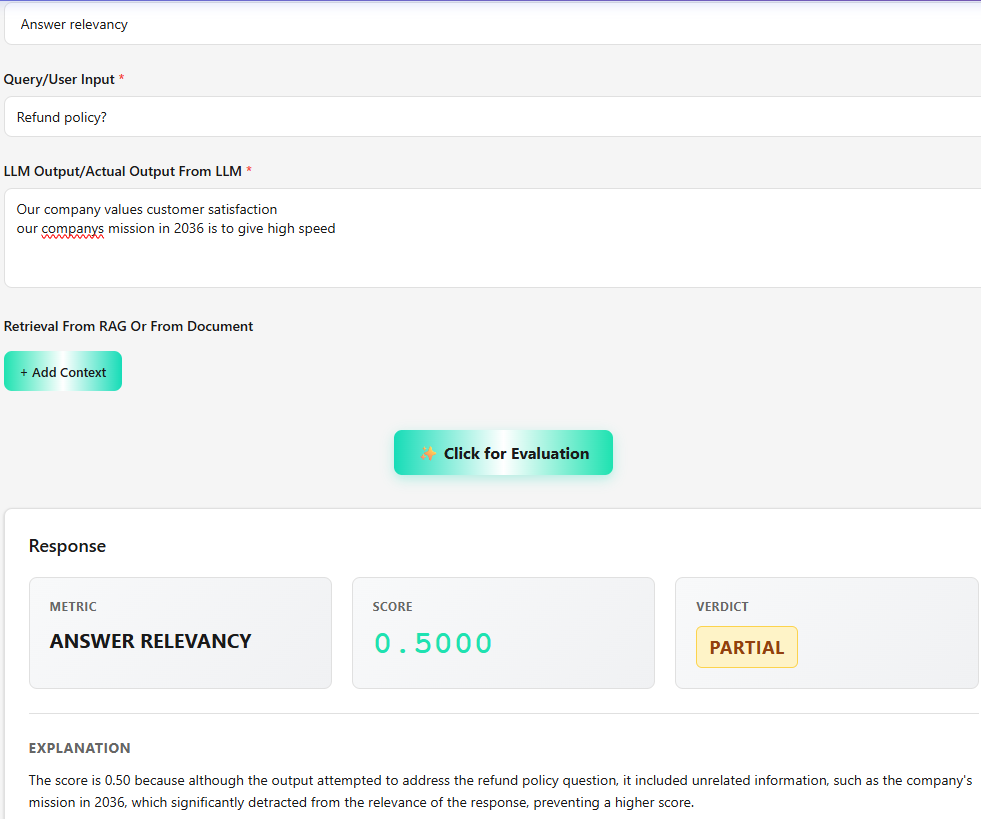 Answer relevancy
Query/User Input *
Refund policy?
LLM Output/Actual Output From LLM *
Our company values customer satisfaction
our companys mission in 2036 is to give high speed
Retrieval From RAG Or From Document
+ Add Context
✨ Click for Evaluation
Response
METRIC
ANSWER RELEVANCY
SCORE
0.5000
VERDICT
PARTIAL
EXPLANATION
The score is 0.50 because although the output attempted to address the refund policy question, it included unrelated information, such as the company's
mission in 2036, which significantly detracted from the relevance of the response, preventing a higher score.